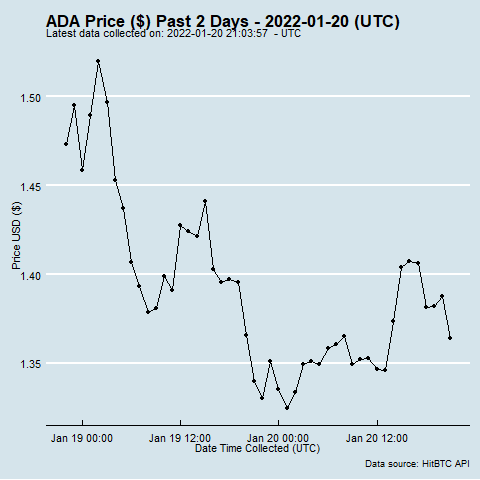 ADA Price ($) Past 2 Days - 2022-01-20 (UTC)
Latest data collected on: 2022-01-20 21:03:57  - UTC
1.50
1.45
1.40
1.35
Price USD ($)
Jan 19 00:00
Jan 19 12:00
Jan 20 00:00
Jan 20 12:00
Date Time Collected (UTC)
Data source: HitBTC API